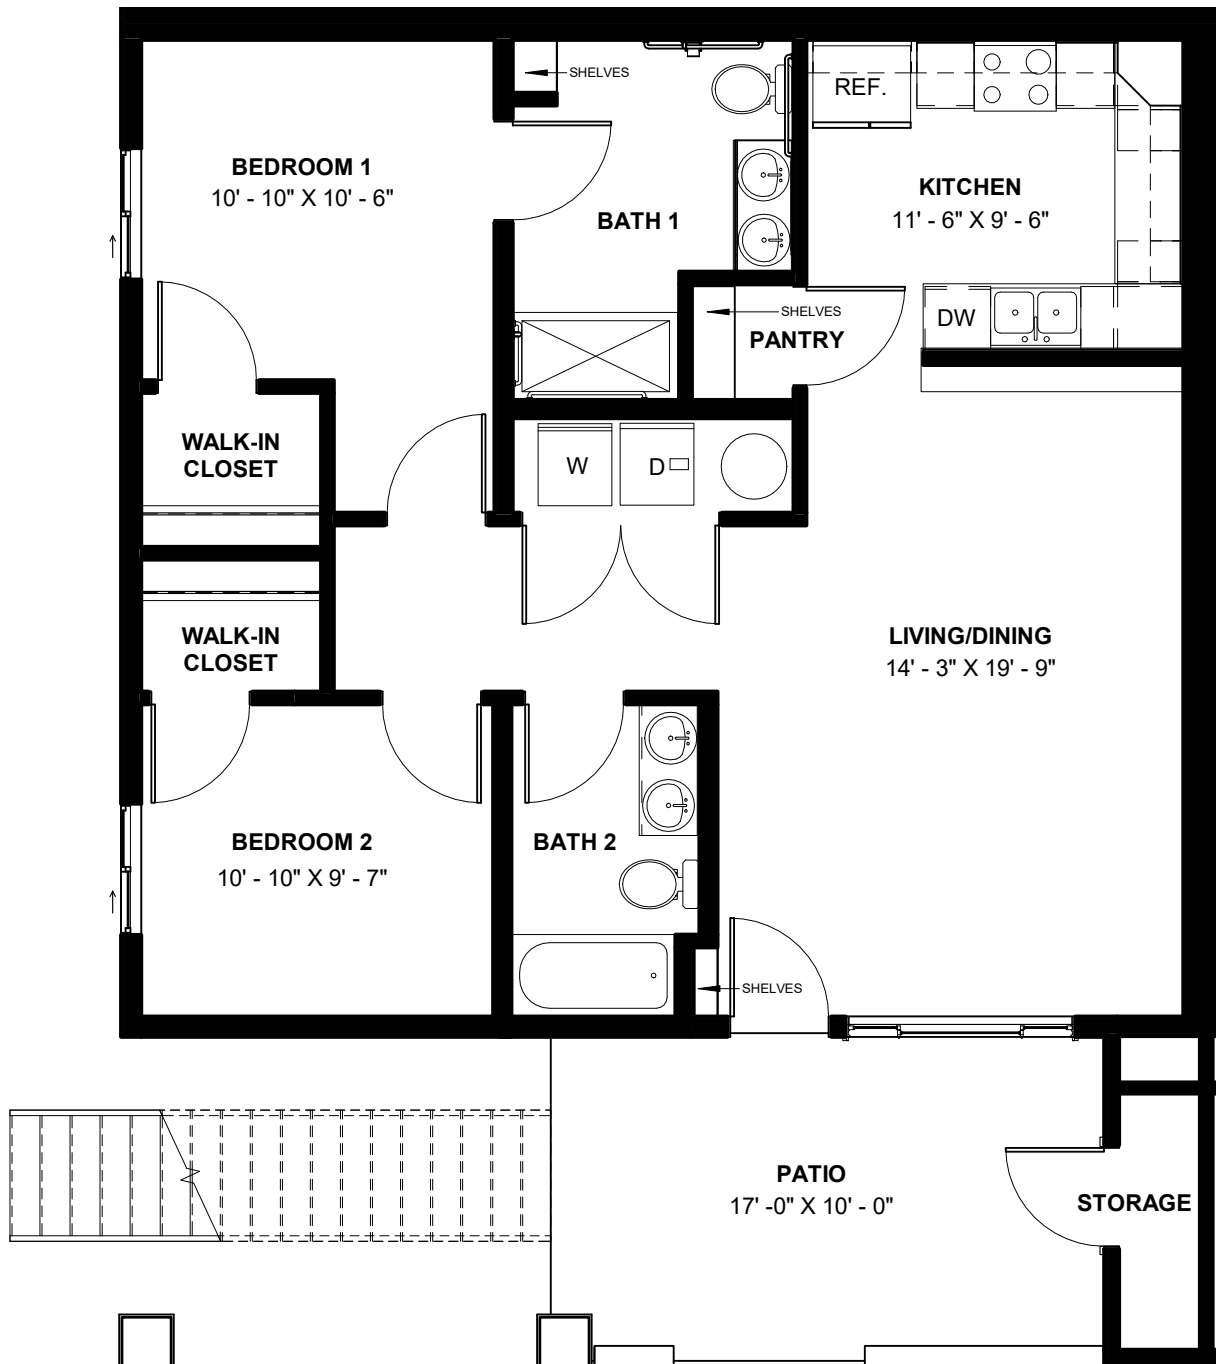 SHELVES
REF.
BEDROOM 1
10' - 10" X 10' - 6"
BATH 1
KITCHEN
11' - 6" X 9' - 6"
SHELVES
PANTRY
DW
WALK-IN
CLOSET
W
D
WALK-IN
CLOSET
LIVING/DINING
14' - 3" X 19' - 9"
BEDROOM 2
10' - 10" X 9' - 7"
BATH 2
SHELVES
PATIO
17' -0" X 10' - 0"
STORAGE